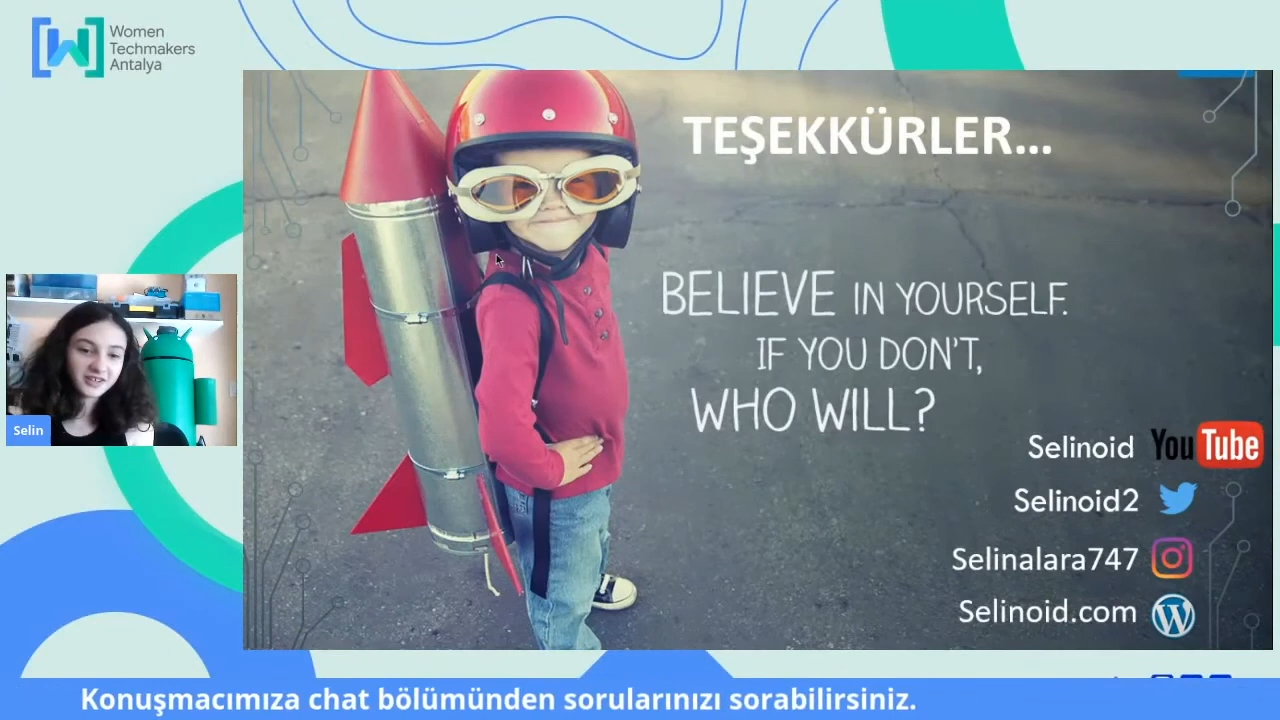 Women
Techmakers
Antalya
TEŞEKKÜRLER...
BELIEVE IN YOURSELF.
IF YOU DON'T,
WHO WILL?
Selinoid YouTube
Selinoid2
Selinalara747
Selinoid.com
Selin
Konuşmacımıza chat bölümünden sorularınızı sorabilirsiniz.